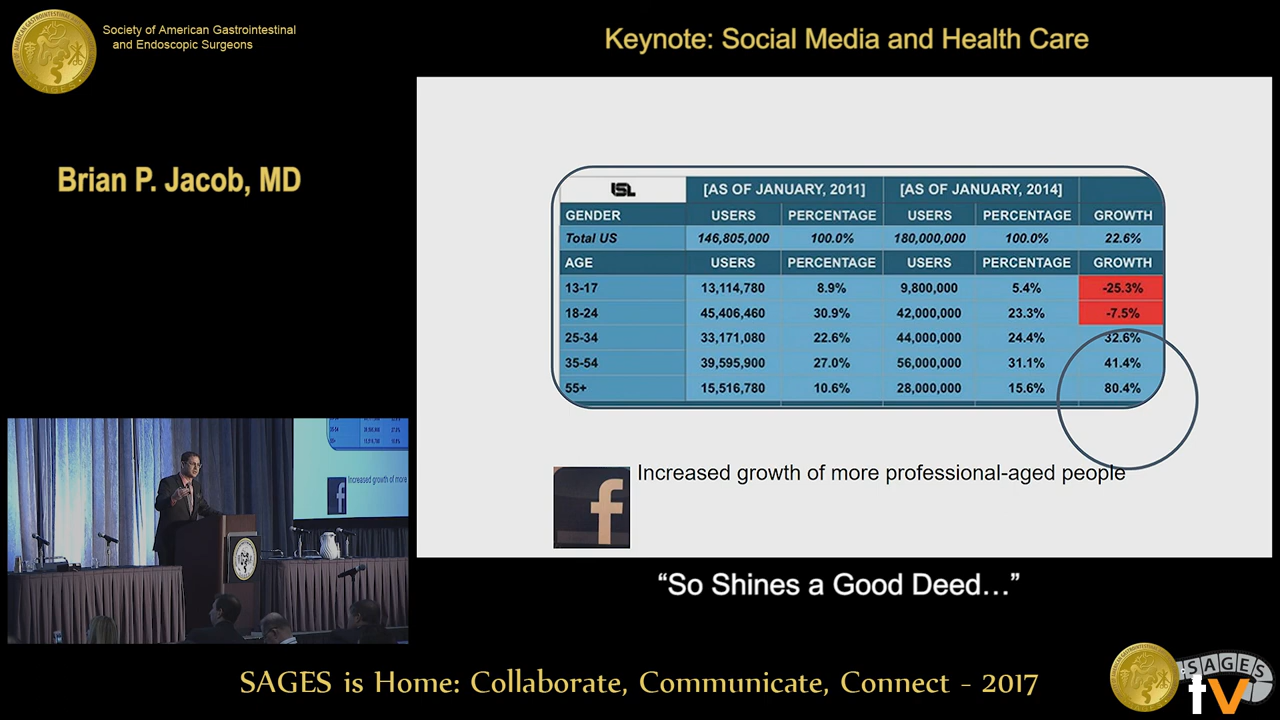 Society of American Gastrointestinal
and Endoscopic Surgeons
Keynote: Social Media and Health Care
Brian P. Jacob, MD
ISL [AS OF JANUARY, 2011] [AS OF JANUARY, 2014]
GENDER USERS PERCENTAGE USERS PERCENTAGE GROWTH
Total US 146,805,000 100.0% 180,000,000 100.0% 22.6%
AGE USERS PERCENTAGE USERS PERCENTAGE GROWTH
13-17 13,114,780 8.9% 9,800,000 5.4% -25.3%
18-24 45,406,460 30.9% 42,000,000 23.3% -7.5%
25-34 33,171,080 22.6% 44,000,000 24.4% 32.6%
35-54 39,595,900 27.0% 56,000,000 31.1% 41.4%
55+ 15,516,780 10.6% 28,000,000 15.6% 80.4%
f Increased growth of more professional-aged people
Increased growth of more
f
“So Shines a Good Deed…”
SAGES is Home: Collaborate, Communicate, Connect - 2017
SAGES
tv